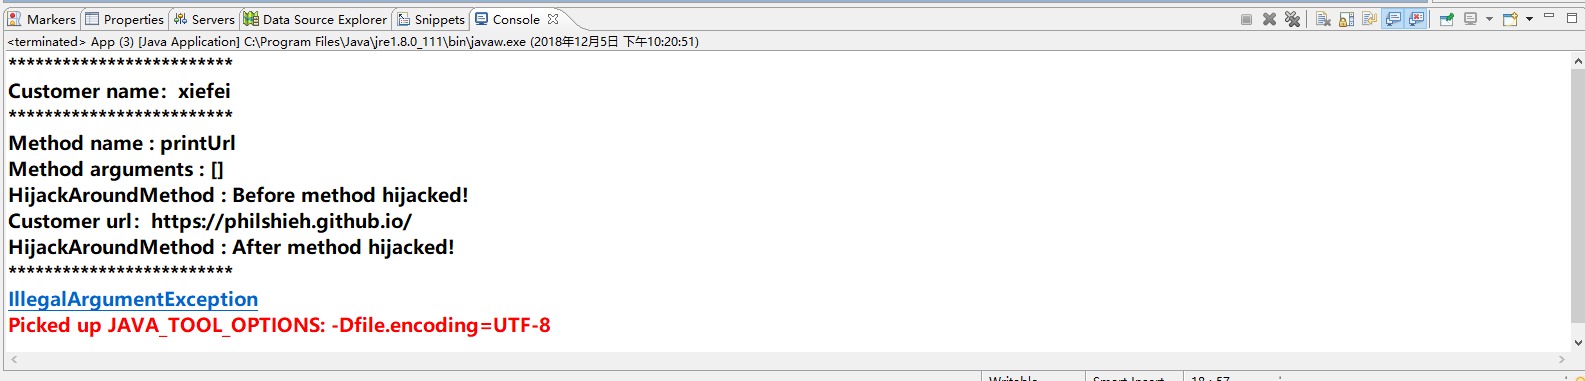 Markers Properties Servers Data Source Explorer Snippets Console
<terminated> App (3) [Java Application] C:\Program Files\Java\jre1.8.0_111\bin\javaw.exe (2018年12月5日 下午10:20:51)
*************************
Customer name：xiefei
*************************
Method name : printUrl
Method arguments : []
HijackAroundMethod : Before method hijacked!
Customer url：https://philshieh.github.io/
HijackAroundMethod : After method hijacked!
*************************
IllegalArgumentException
Picked up JAVA_TOOL_OPTIONS: -Dfile.encoding=UTF-8
Writable Smart Insert 18 : 57